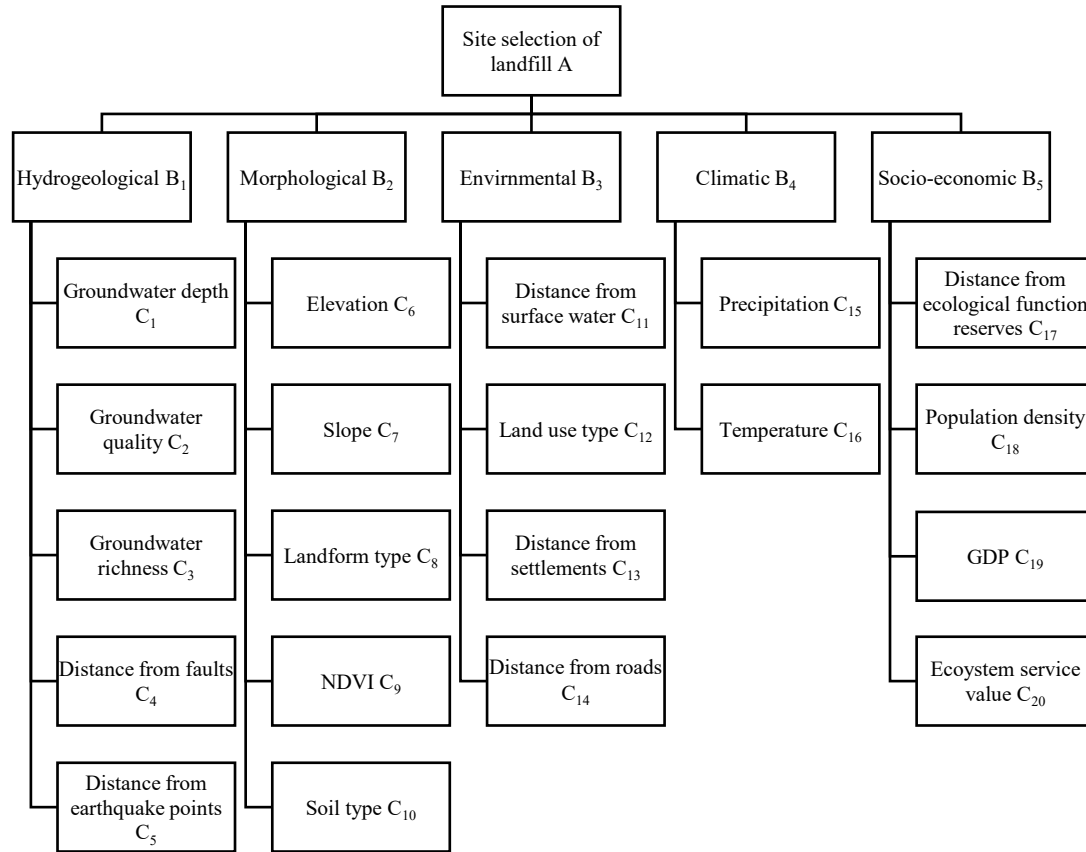 Site selection of
landfill A
Hydrogeological B₁
Morphological B₂
Envirnmental B₃
Climatic B₄
Socio-economic B₅
Groundwater depth
C₁
Groundwater
quality C₂
Groundwater
richness C₃
Distance from faults
C₄
Distance from
earthquake points
C₅
Elevation C₆
Slope C₇
Landform type C₈
NDVI C₉
Soil type C₁₀
Distance from
surface water C₁₁
Land use type C₁₂
Distance from
settlements C₁₃
Distance from roads
C₁₄
Precipitation C₁₅
Temperature C₁₆
Distance from
ecological function
reserves C₁₇
Population density
C₁₈
GDP C₁₉
Ecoystem service
value C₂₀